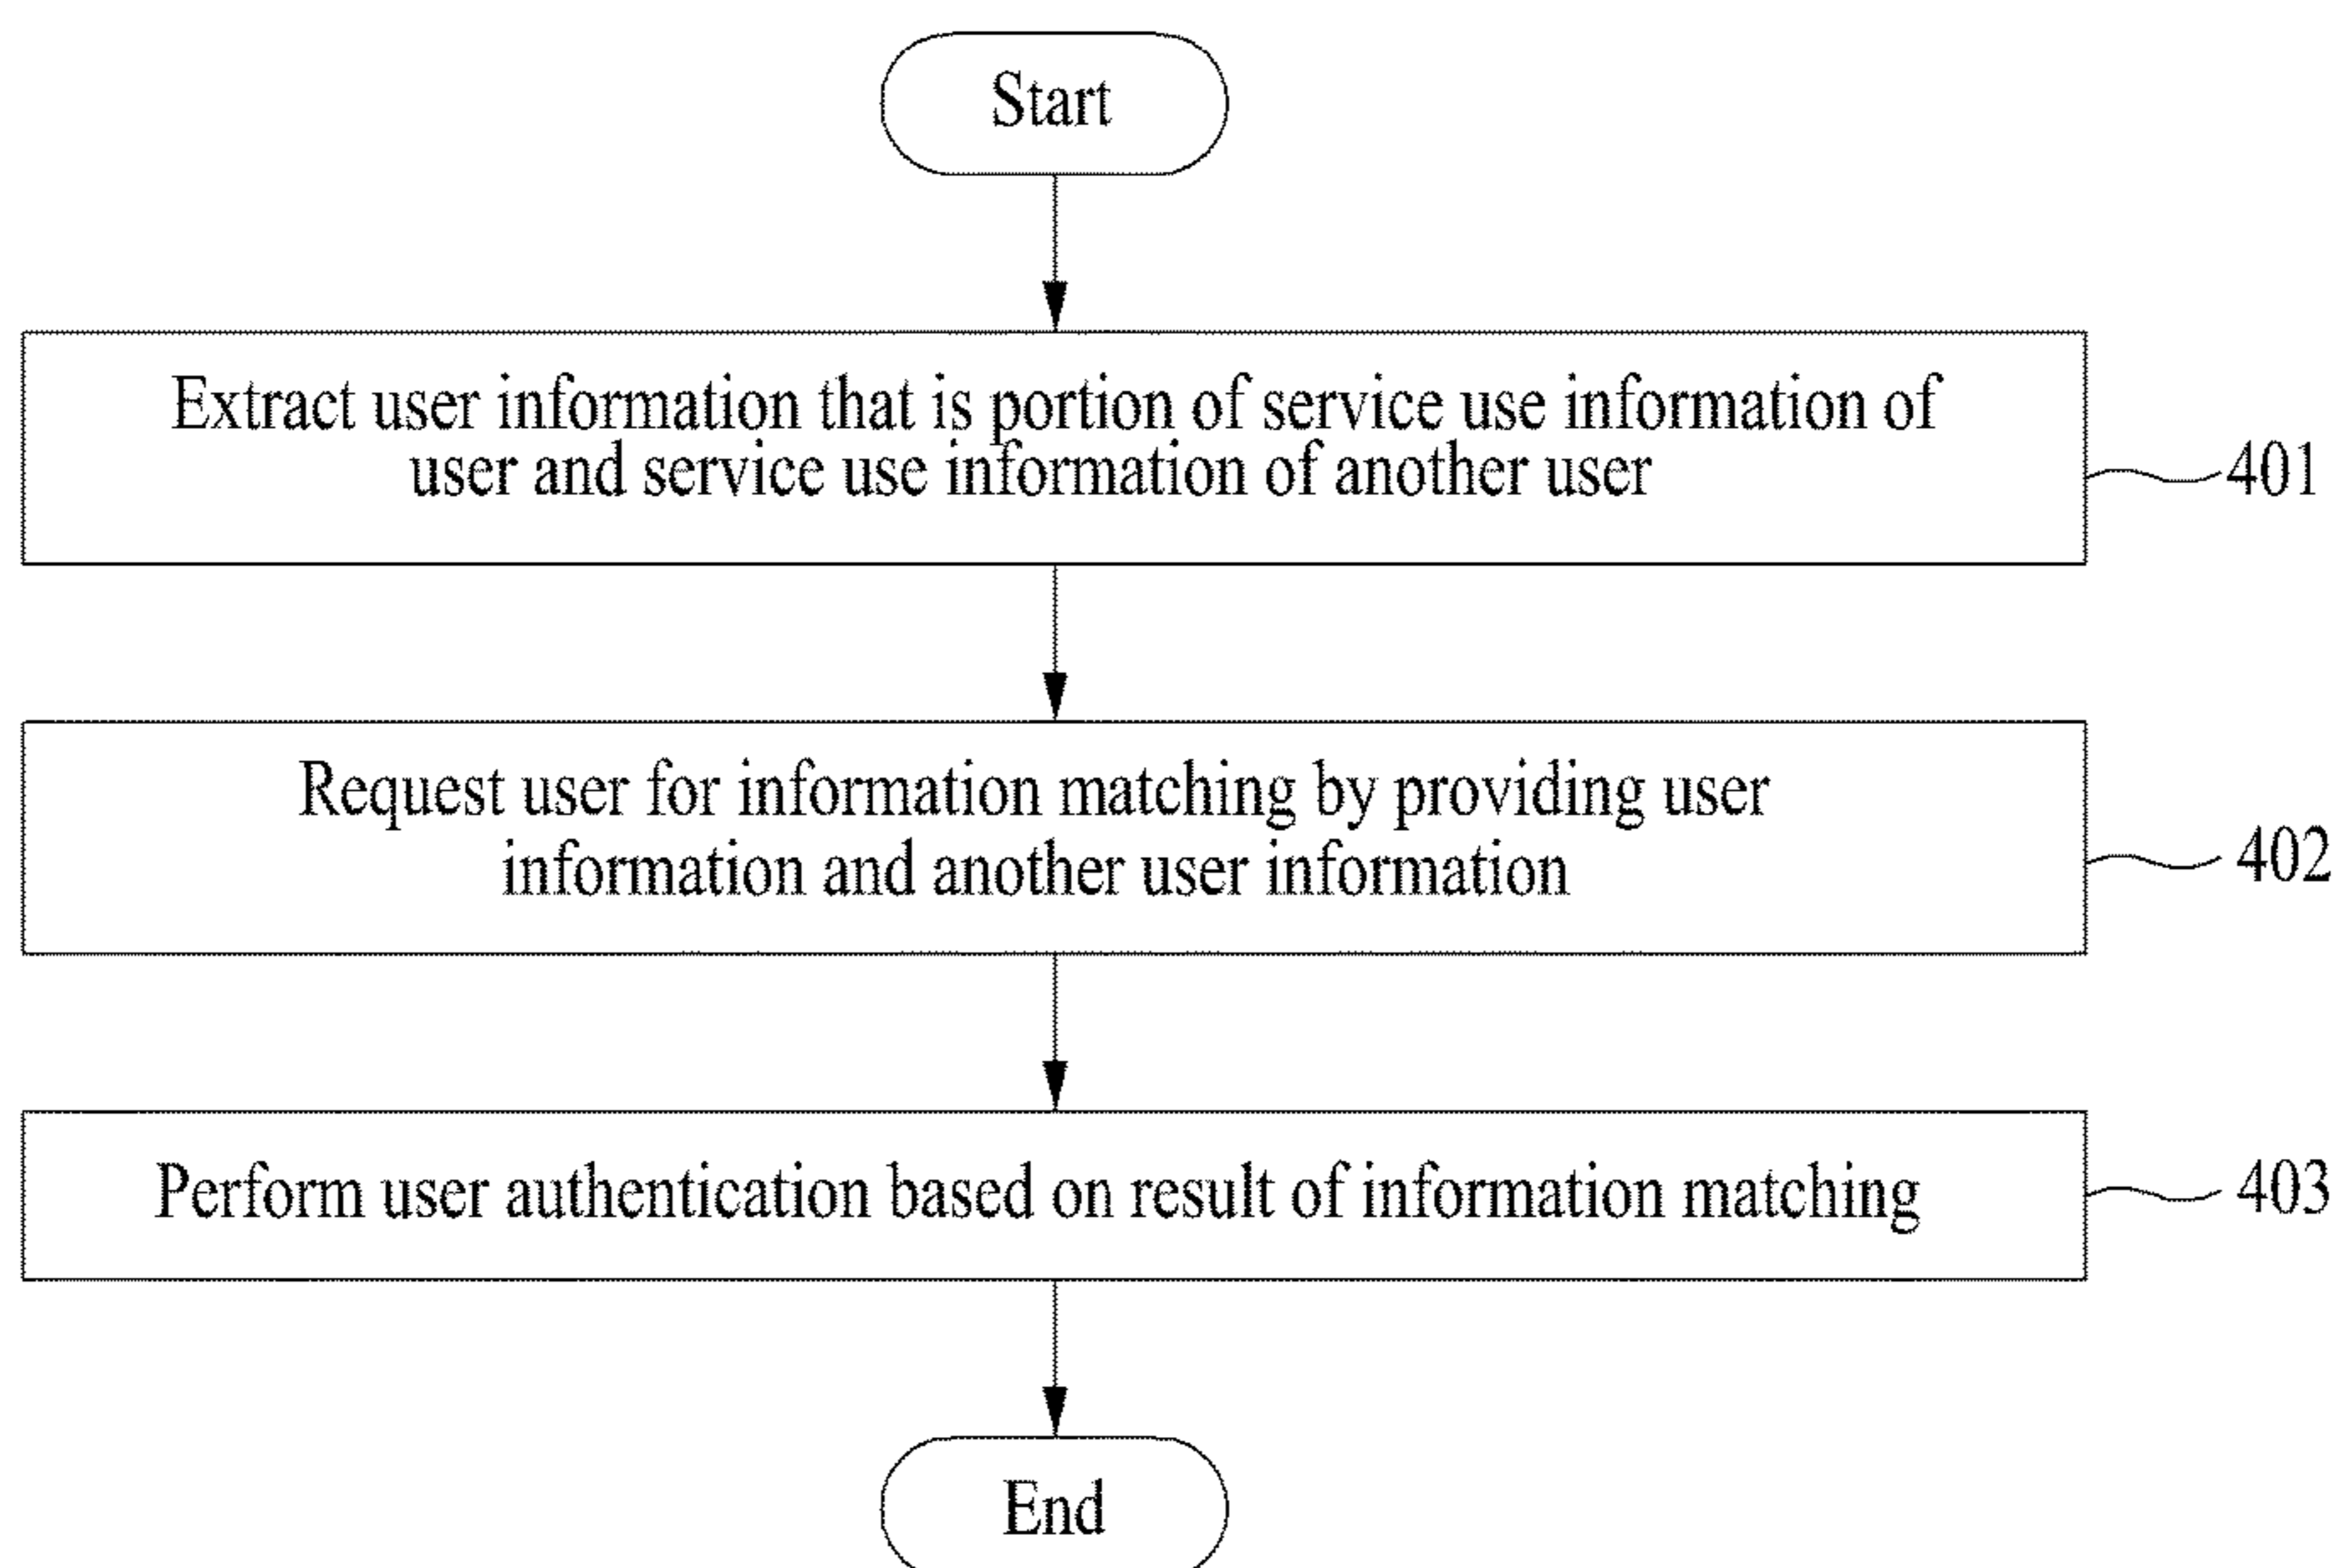 Start
Extract user information that is portion of service use information of
user and service use information of another user
401
Request user for information matching by providing user
information and another user information
402
Perform user authentication based on result of information matching
403
End